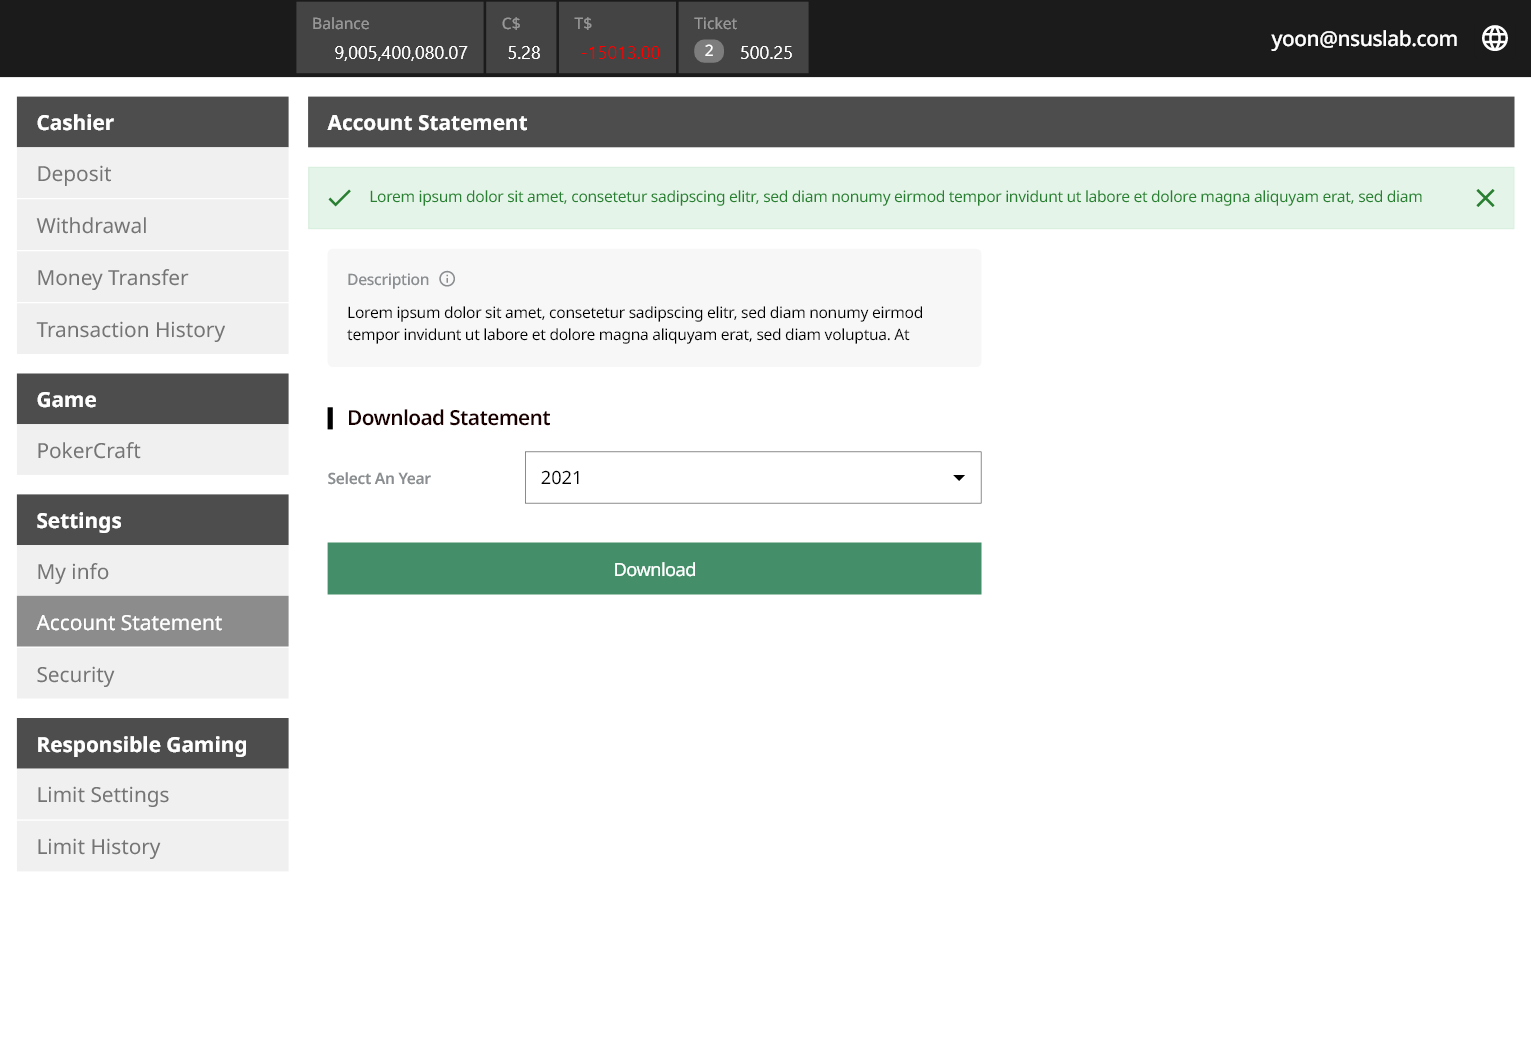 Balance
9,005,400,080.07
C$
5.28
T$
15013.00
Ticket
2 500.25
yoon@nsuslab.com
Cashier
Deposit
Withdrawal
Money Transfer
Transaction History
Game
PokerCraft
Settings
My info
Account Statement
Security
Responsible Gaming
Limit Settings
Limit History
Account Statement
Lorem ipsum dolor sit amet, consetetur sadipscing elitr, sed diam nonumy eirmod tempor invidunt ut labore et dolore magna aliquyam erat, sed diam
Description
Lorem ipsum dolor sit amet, consetetur sadipscing elitr, sed diam nonumy eirmod
tempor invidunt ut labore et dolore magna aliquyam erat, sed diam voluptua. At
Download Statement
Select An Year
2021
Download